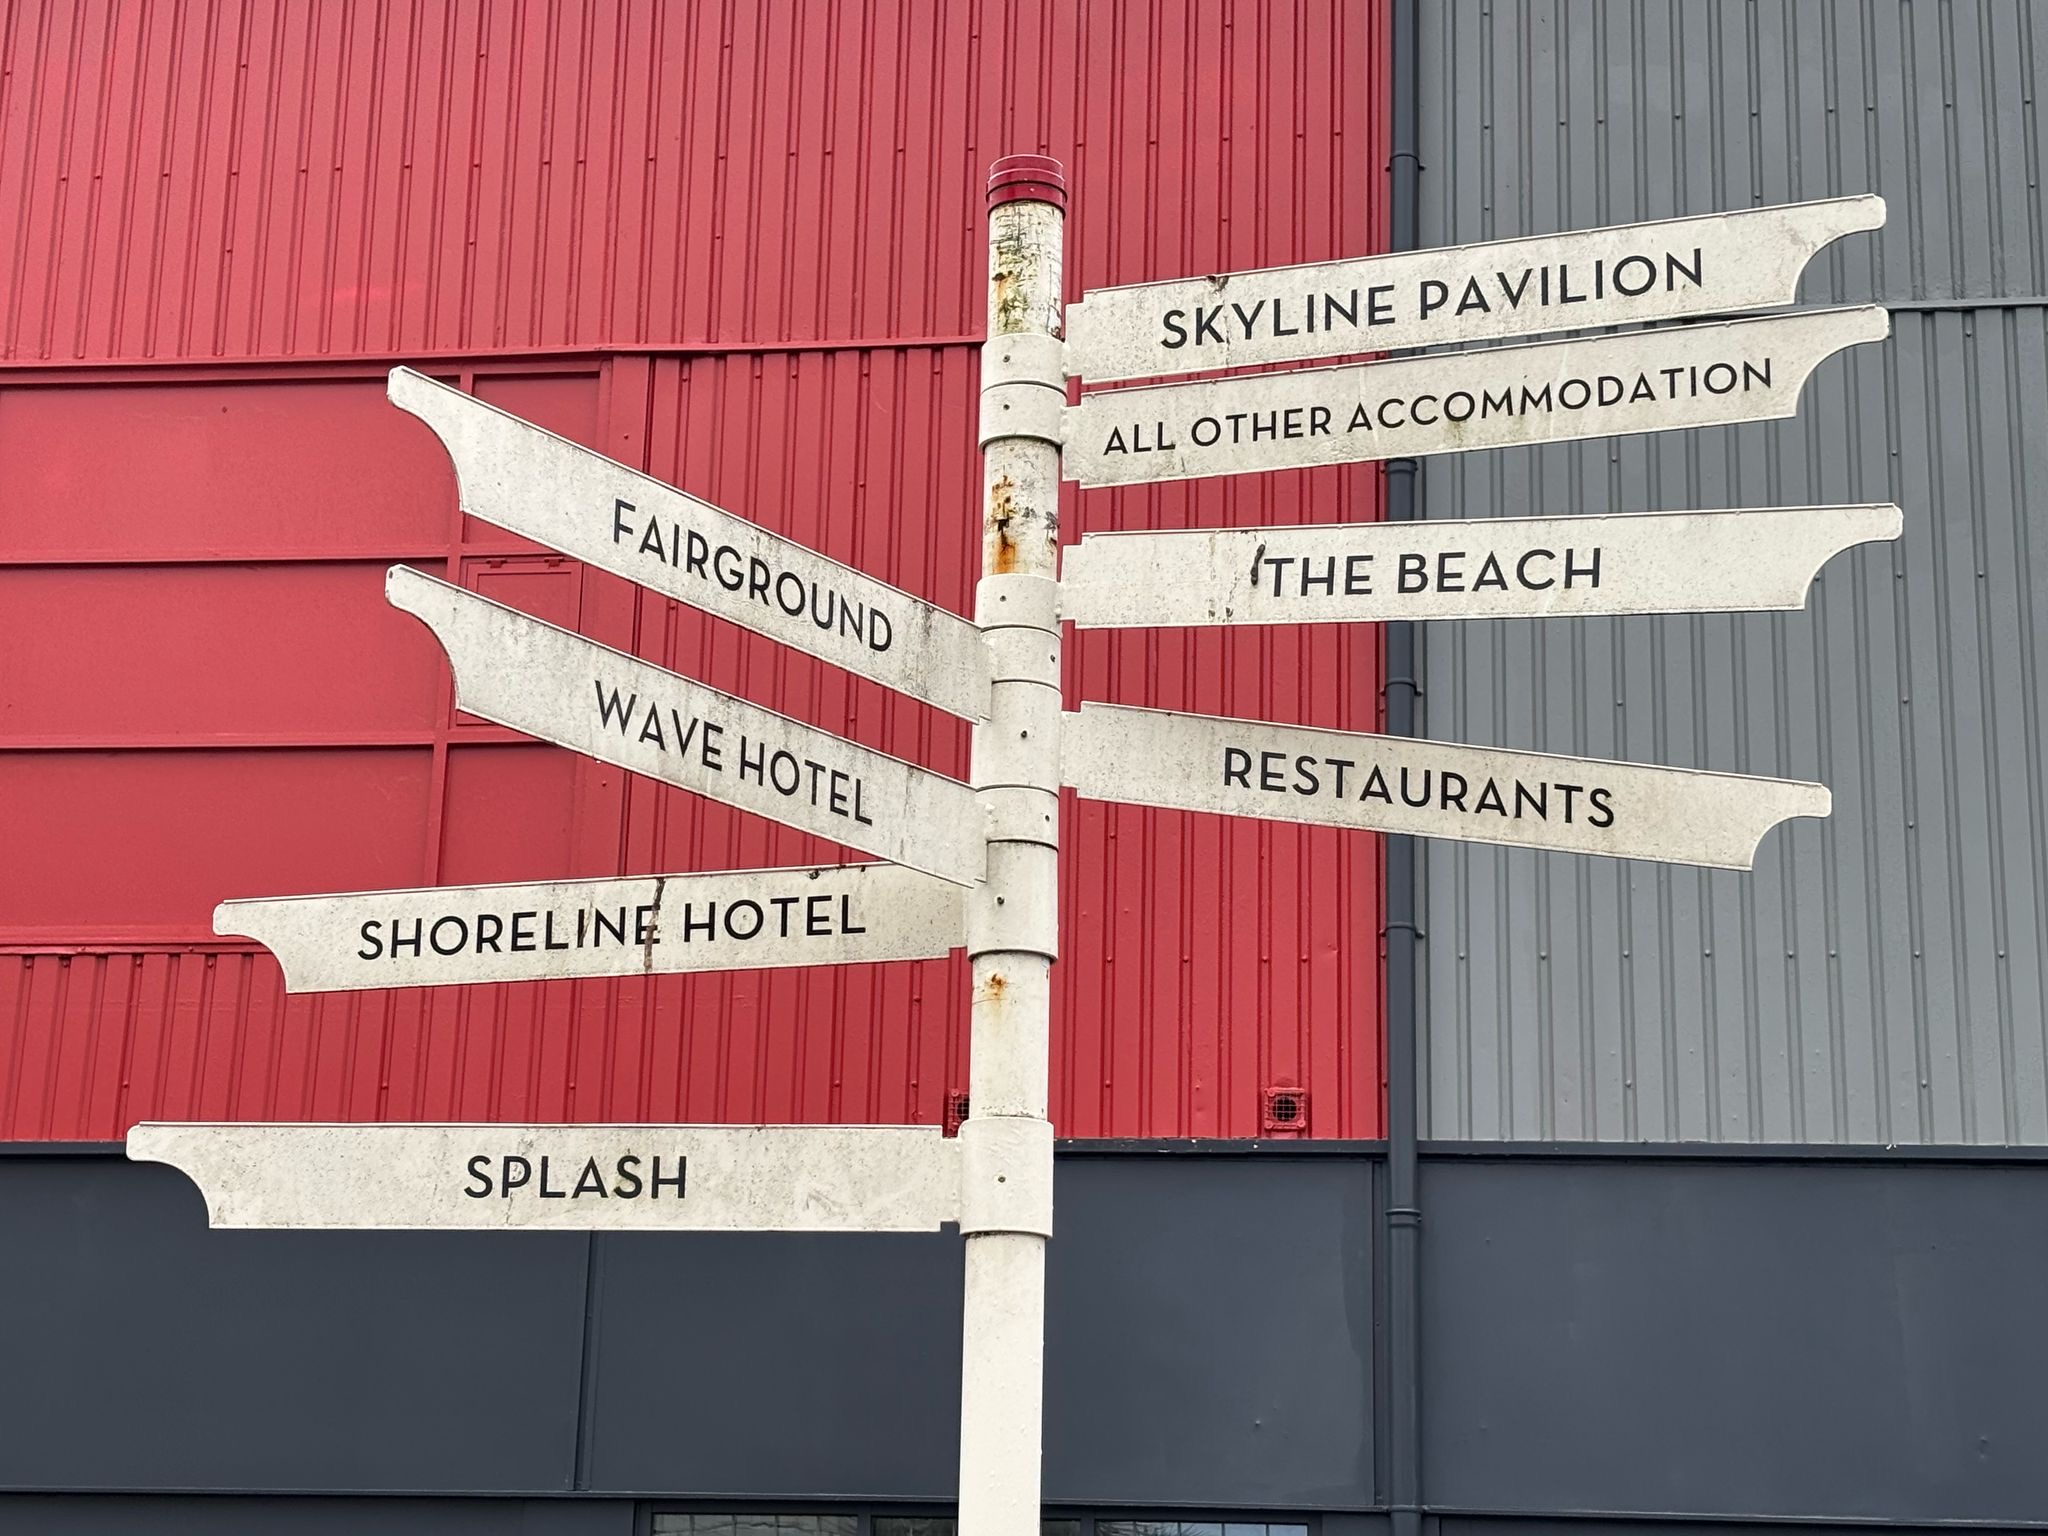 SKYLINE PAVILION
ALL OTHER ACCOMMODATION
FAIRGROUND
THE BEACH
WAVE HOTEL
RESTAURANTS
SHORELINE HOTEL
SPLASH